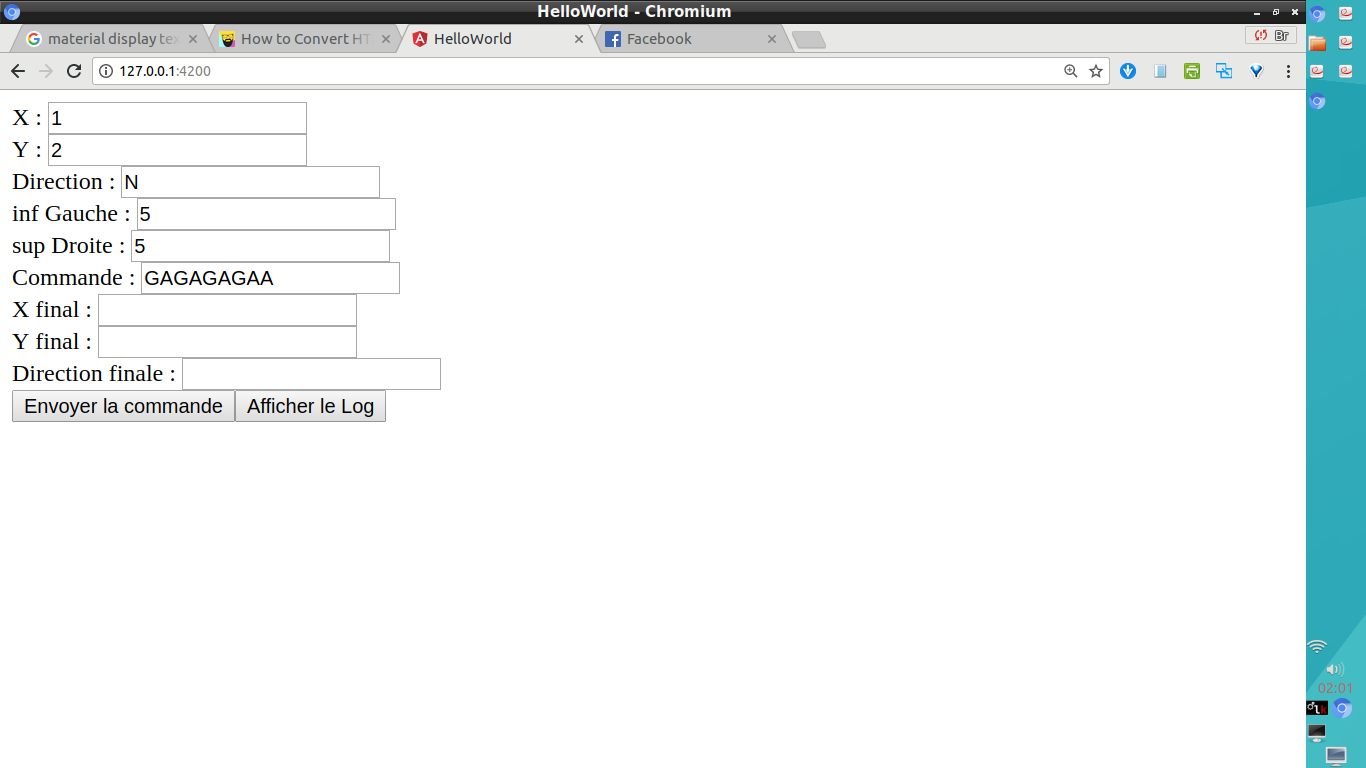 HelloWorld - Chromium
material display tex
How to Convert HT
HelloWorld
Facebook
Br
127.0.0.1:4200
X : 1
Y : 2
Direction : N
inf Gauche : 5
sup Droite : 5
Commande : GAGAGAGAA
X final :
Y final :
Direction finale :
Envoyer la commande Afficher le Log
02:01